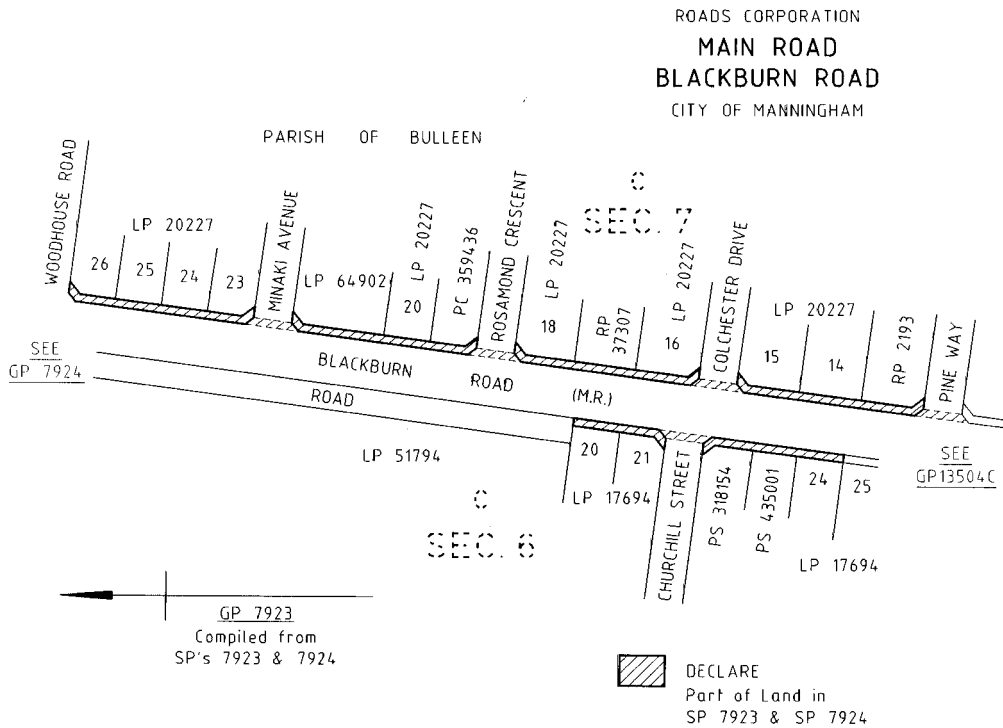 ROADS CORPORATION
MAIN ROAD
BLACKBURN ROAD
CITY OF MANNINGHAM
PARISH OF BULLEEN
C
SEC. 7
WOODHOUSE ROAD
26
LP 20227
25
24
23
MINAKI AVENUE
LP 64902
20
LP 20227
PC 359436
ROSAMOND CRESCENT
18
LP 20227
RP
37307
16
LP 20227
COLCHESTER DRIVE
LP 20227
15
14
RP 2193
PINE WAY
SEE
GP 7924
BLACKBURN ROAD (M.R.)
ROAD
SEE
GP13504C
LP 51794
20
21
LP 17694
CHURCHILL STREET
PS 318154
PS 435001
24
25
LP 17694
C
SEC. 6
GP 7923
Compiled from
SP's 7923 & 7924
DECLARE
Part of Land in
SP 7923 & SP 7924